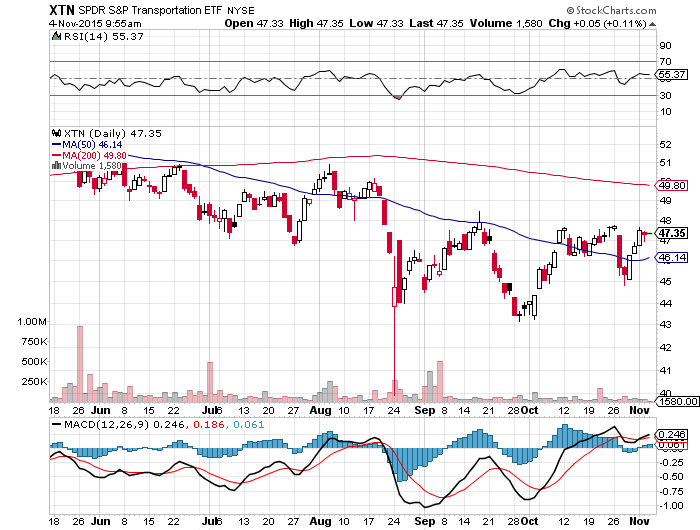 XTN SPDR S&P Transportation ETF NYSE © StockCharts.com
4-Nov-2015 9:55am Open 47.33 High 47.35 Low 47.33 Last 47.35 Volume 1,580 Chg +0.05 (+0.11%)
RSI(14) 55.37
90
70
55.37
30
10
XTN (Daily) 47.35
MA(50) 46.14
MA(200) 49.80
Volume 1,580
52
51
50
49.80
49
48
47.35
47
46.14
45
44
43
42
41
40
1.00M
750K
500K
250K
1580.00
18 26 Jun 8 15 22 Jul 6 13 20 27 Aug 10 17 24 Sep 8 14 21 28 Oct 12 19 26 Nov
MACD(12,26,9) 0.246, 0.186, 0.061
0.246
0.00
-0.25
-0.50
-0.75
-1.00
18 26 Jun 8 15 22 Jul 6 13 20 27 Aug 10 17 24 Sep 8 14 21 28 Oct 12 19 26 Nov